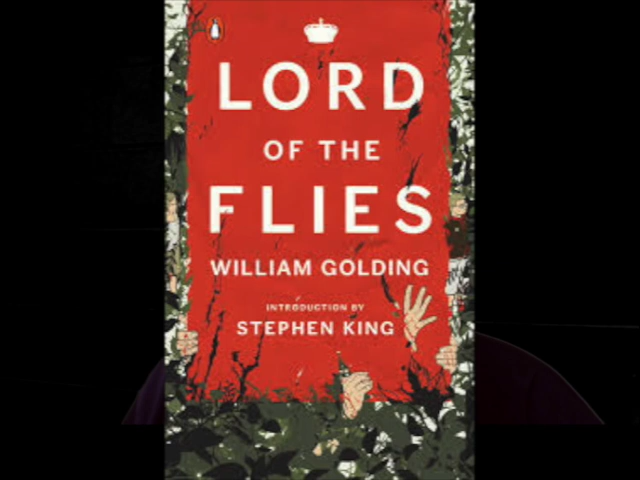 LORD
OF THE
FLIES
WILLIAM GOLDING
INTRODUCTION BY
STEPHEN KING